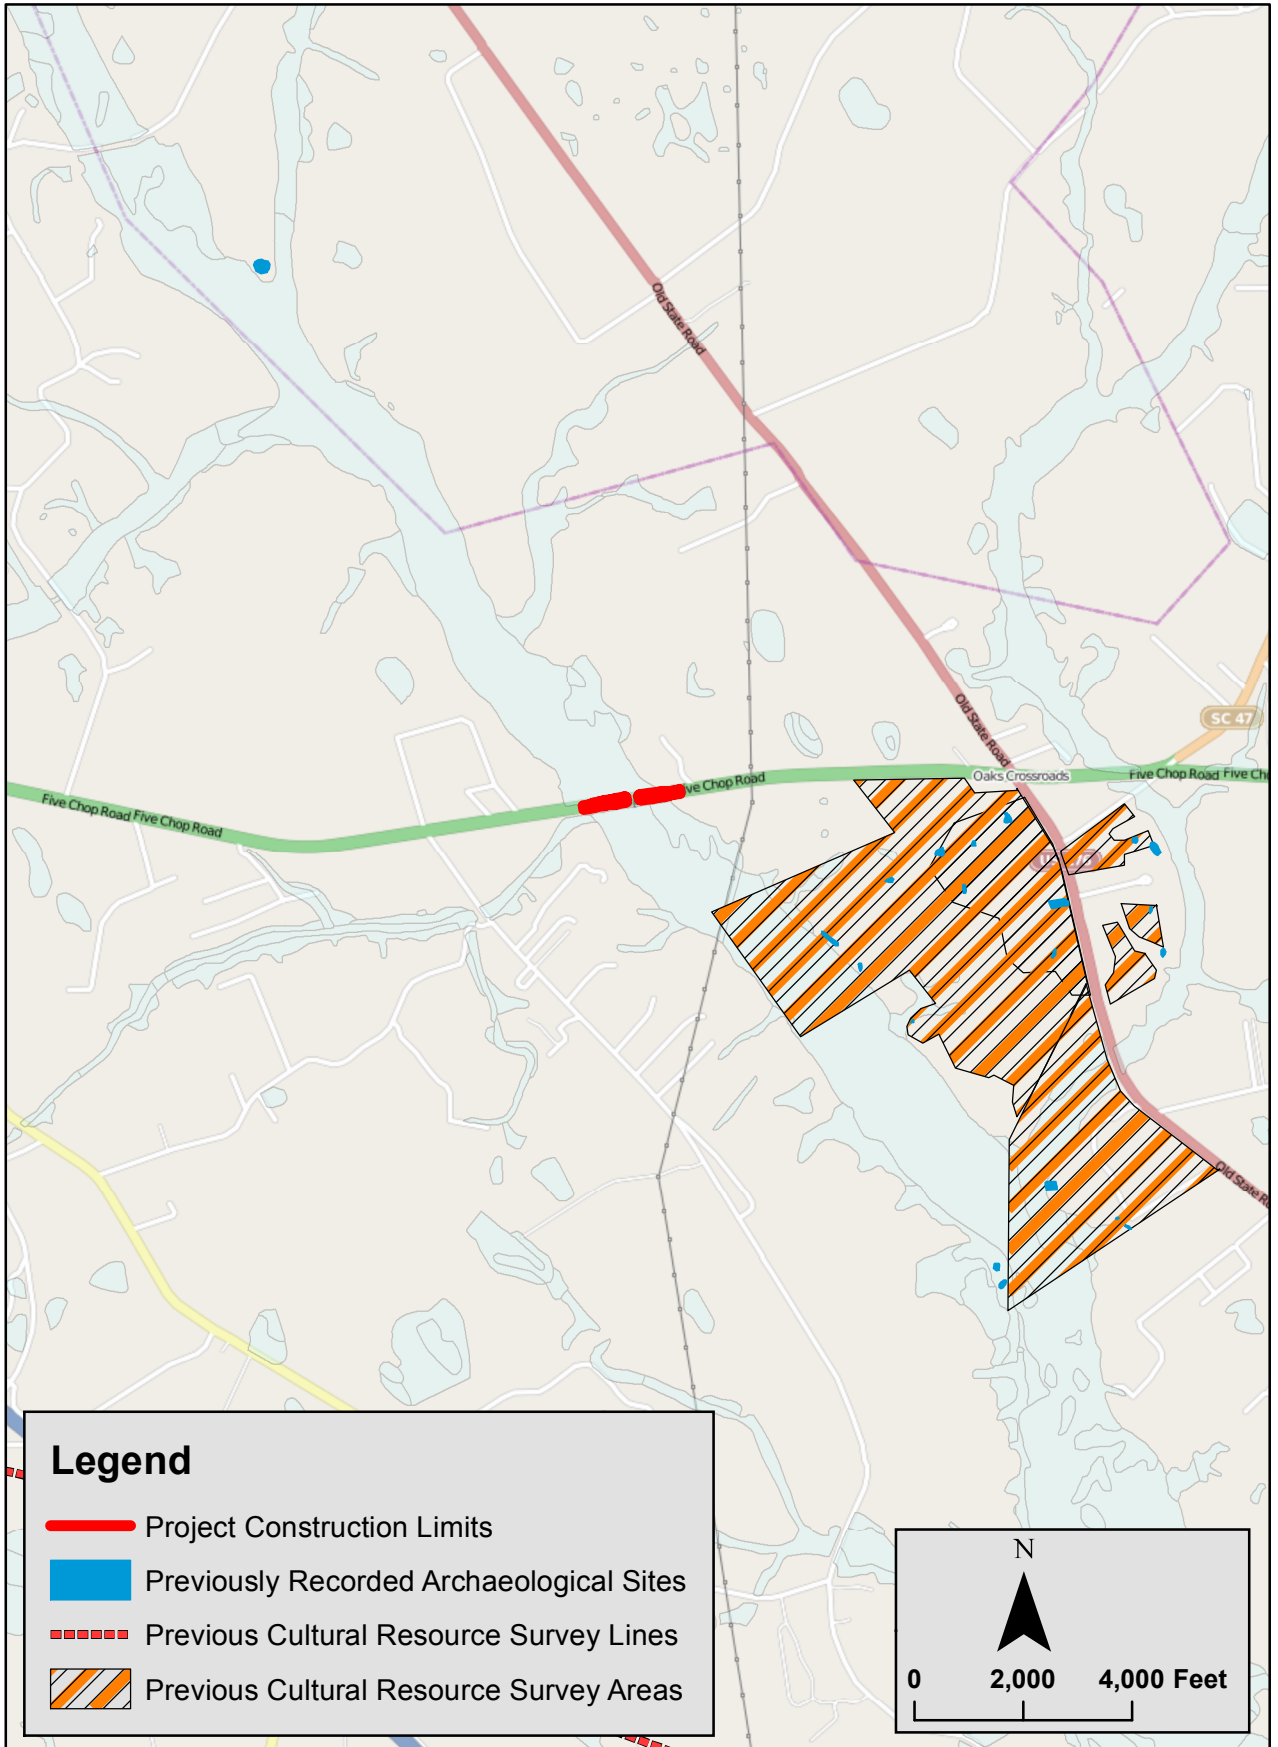 Old State Road
Old State Road
SC 47
Oaks Crossroads
Five Chop Road Five Ch
Five Chop Road Five Chop Road
ve Chop Road
Old State R
Legend
Project Construction Limits
Previously Recorded Archaeological Sites
Previous Cultural Resource Survey Lines
Previous Cultural Resource Survey Areas
N
0 2,000 4,000 Feet